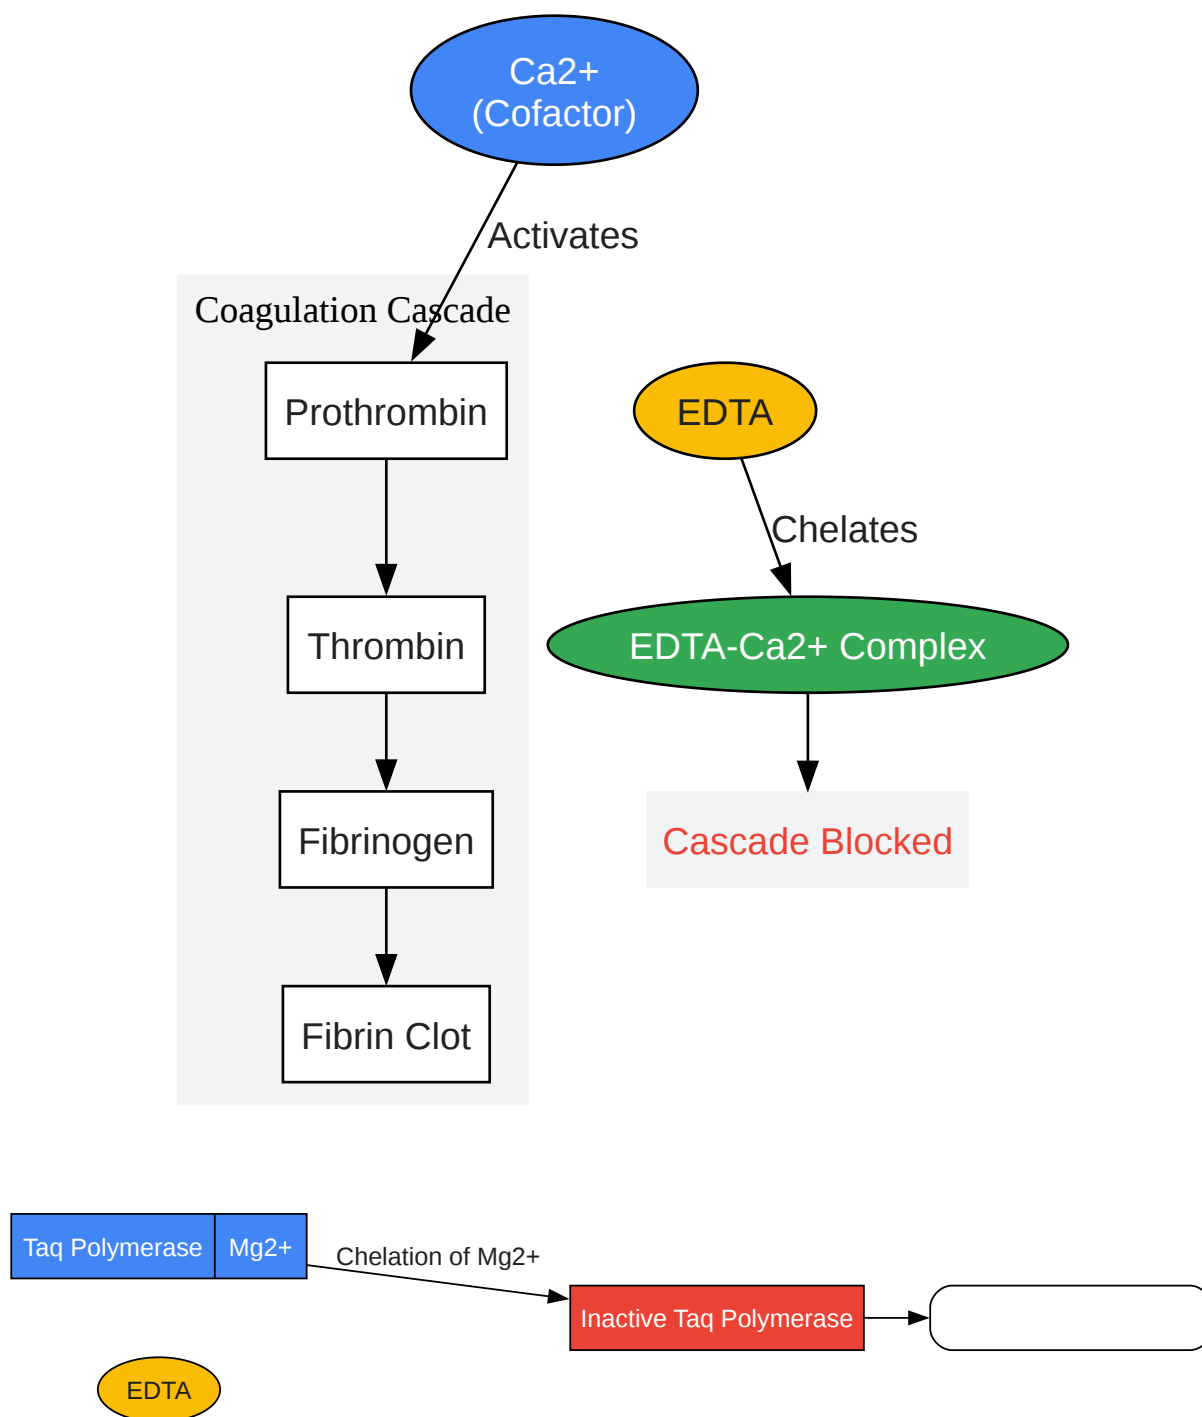 Ca2+
(Cofactor)
Activates
Coagulation Cascade
Prothrombin
EDTA
Chelates
Thrombin
EDTA-Ca2+ Complex
Fibrinogen
Cascade Blocked
Fibrin Clot
Taq Polymerase
Mg2+
Chelation of Mg2+
Inactive Taq Polymerase
EDTA